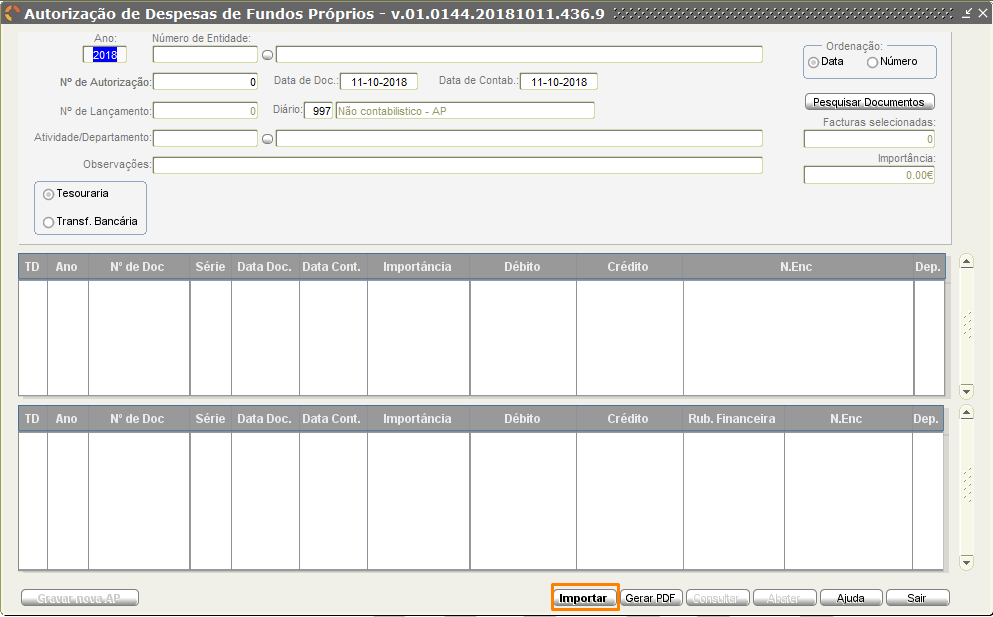 Autorização de Despesas de Fundos Próprios - v.01.0144.20181011.436.9
Ano: Número de Entidade: Ordenação:
2018 Data Número
Nº de Autorização: 0 Data de Doc.: 11-10-2018 Data de Contab.: 11-10-2018
Pesquisar Documentos
Nº de Lançamento: 0 Diário: 997 Não contabilistico - AP
Facturas selecionadas:
Atividade/Departamento: 0
Importância:
Observações: 0.00€
Tesouraria
Transf. Bancária
TD Ano Nº de Doc Série Data Doc. Data Cont. Importância Débito Crédito N.Enc Dep.
TD Ano Nº de Doc Série Data Doc. Data Cont. Importância Débito Crédito Rub. Financeira N.Enc Dep.
Gravar nova AP Importar Gerar PDF Consultar Abater Ajuda Sair